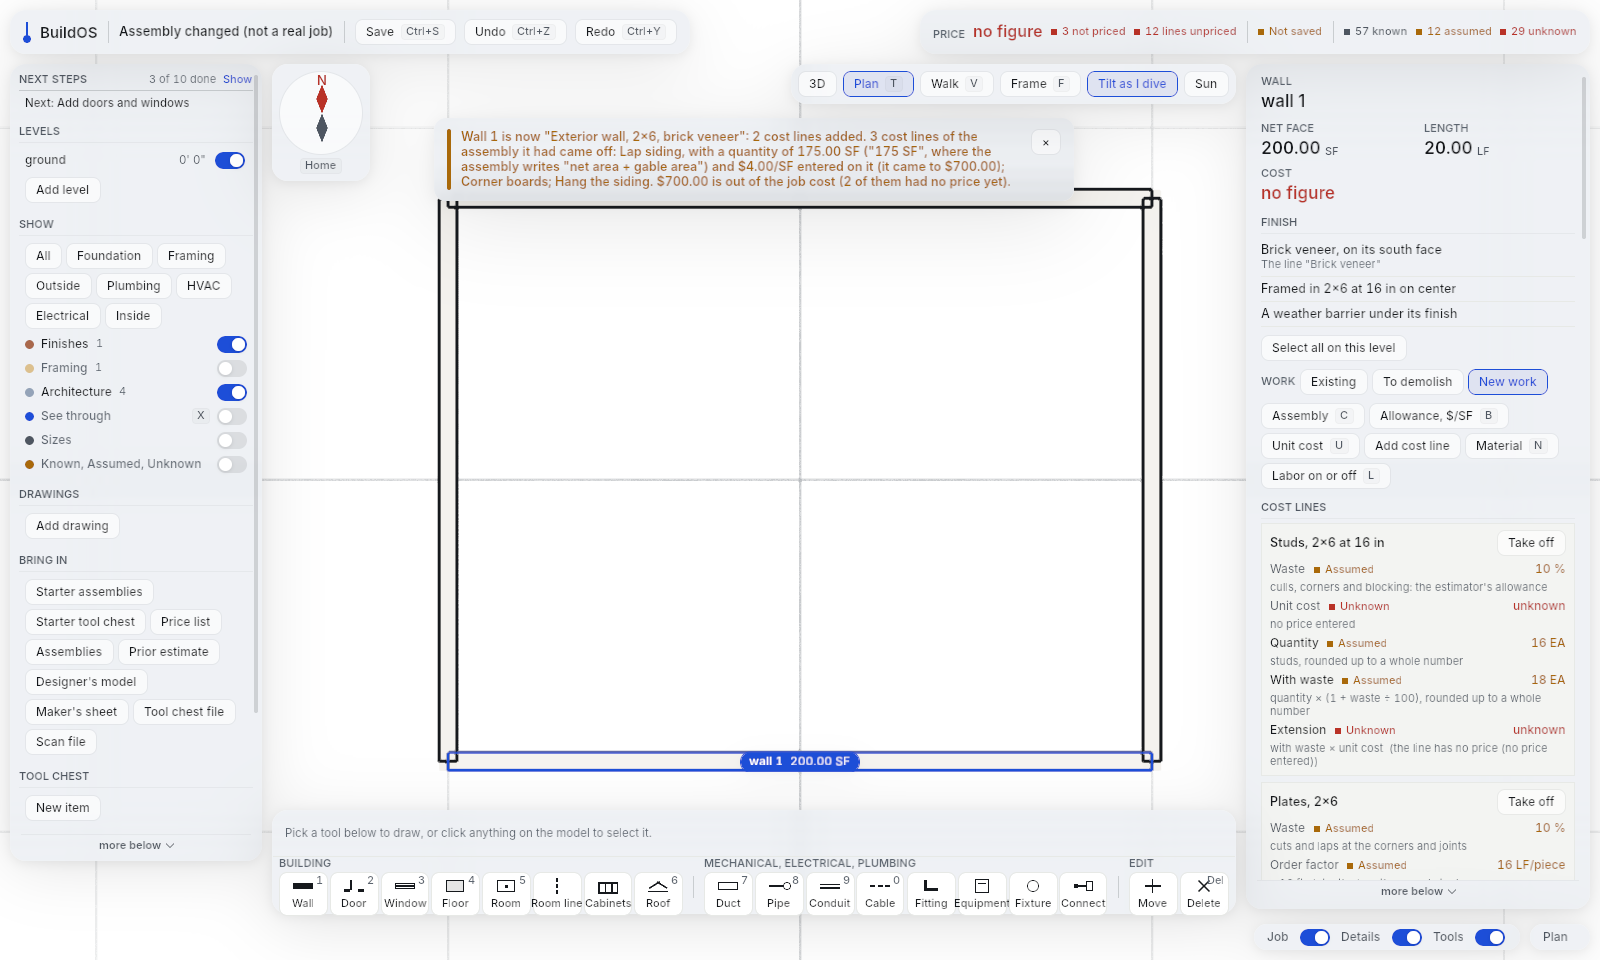 BuildOS
Assembly changed (not a real job)
Save Ctrl+S
Undo Ctrl+Z
Redo Ctrl+Y
PRICE no figure
3 not priced
12 lines unpriced
Not saved
57 known
12 assumed
29 unknown
NEXT STEPS 3 of 10 done Show
Next: Add doors and windows
LEVELS
ground 0' 0"
Add level
SHOW
All Foundation Framing
Outside Plumbing HVAC
Electrical Inside
Finishes 1
Framing 1
Architecture 4
See through X
Sizes
Known, Assumed, Unknown
DRAWINGS
Add drawing
BRING IN
Starter assemblies
Starter tool chest Price list
Assemblies Prior estimate
Designer's model
Maker's sheet Tool chest file
Scan file
TOOL CHEST
New item
more below
N
Home
3D Plan T Walk V Frame F Tilt as I dive Sun
Wall 1 is now "Exterior wall, 2×6, brick veneer": 2 cost lines added. 3 cost lines of the
assembly it had came off: Lap siding, with a quantity of 175.00 SF ("175 SF", where the
assembly writes "net area + gable area") and $4.00/SF entered on it (it came to $700.00);
Corner boards; Hang the siding. $700.00 is out of the job cost (2 of them had no price yet).
×
wall 1 200.00 SF
Pick a tool below to draw, or click anything on the model to select it.
BUILDING
Wall 1
Door 2
Window 3
Floor 4
Room 5
Room line
Cabinets
Roof 6
MECHANICAL, ELECTRICAL, PLUMBING
Duct 7
Pipe 8
Conduit 9
Cable 0
Fitting
Equipment
Fixture
Connect
EDIT
Move
Delete Del
WALL
wall 1
NET FACE LENGTH
200.00 SF 20.00 LF
COST
no figure
FINISH
Brick veneer, on its south face
The line "Brick veneer"
Framed in 2×6 at 16 in on center
A weather barrier under its finish
Select all on this level
WORK Existing To demolish New work
Assembly C Allowance, $/SF B
Unit cost U Add cost line Material N
Labor on or off L
COST LINES
Studs, 2×6 at 16 in Take off
Waste Assumed 10 %
culls, corners and blocking: the estimator's allowance
Unit cost Unknown unknown
no price entered
Quantity Assumed 16 EA
studs, rounded up to a whole number
With waste Assumed 18 EA
quantity × (1 + waste ÷ 100), rounded up to a whole
number
Extension Unknown unknown
with waste × unit cost (the line has no price (no price
entered))
Plates, 2×6 Take off
Waste Assumed 10 %
cuts and laps at the corners and joints
Order factor Assumed 16 LF/piece
more below
Job Details Tools Plan